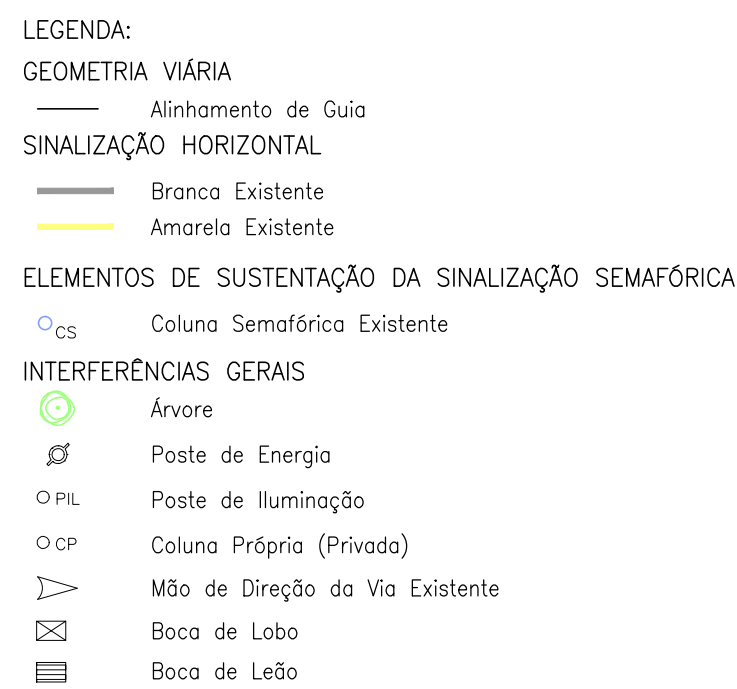 LEGENDA:
GEOMETRIA VIÁRIA
Alinhamento de Guia
SINALIZAÇÃO HORIZONTAL
Branca Existente
Amarela Existente
ELEMENTOS DE SUSTENTAÇÃO DA SINALIZAÇÃO SEMAFÓRICA
CS Coluna Semafórica Existente
INTERFERÊNCIAS GERAIS
Árvore
Poste de Energia
PIL Poste de Iluminação
CP Coluna Própria (Privada)
Mão de Direção da Via Existente
Boca de Lobo
Boca de Leão